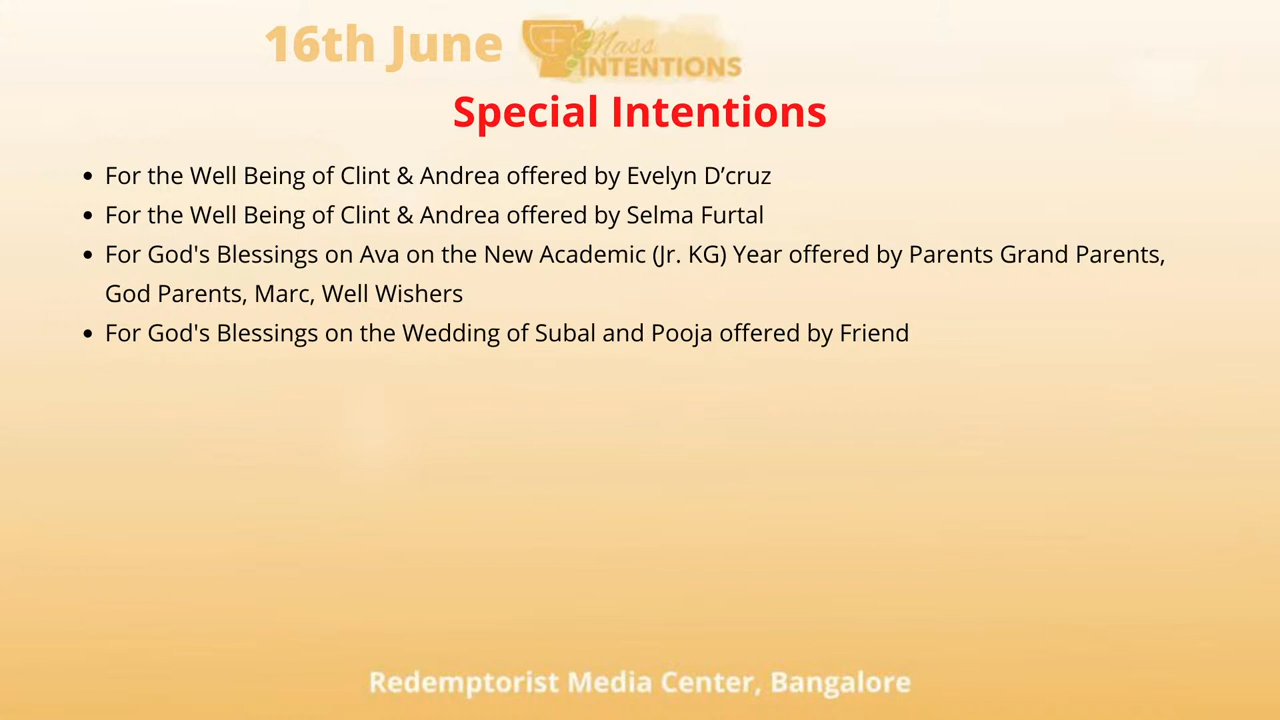 16th June Mass INTENTIONS
Special Intentions
• For the Well Being of Clint & Andrea offered by Evelyn D’cruz
• For the Well Being of Clint & Andrea offered by Selma Furtal
• For God's Blessings on Ava on the New Academic (Jr. KG) Year offered by Parents Grand Parents,
God Parents, Marc, Well Wishers
• For God's Blessings on the Wedding of Subal and Pooja offered by Friend
Redemptorist Media Center, Bangalore